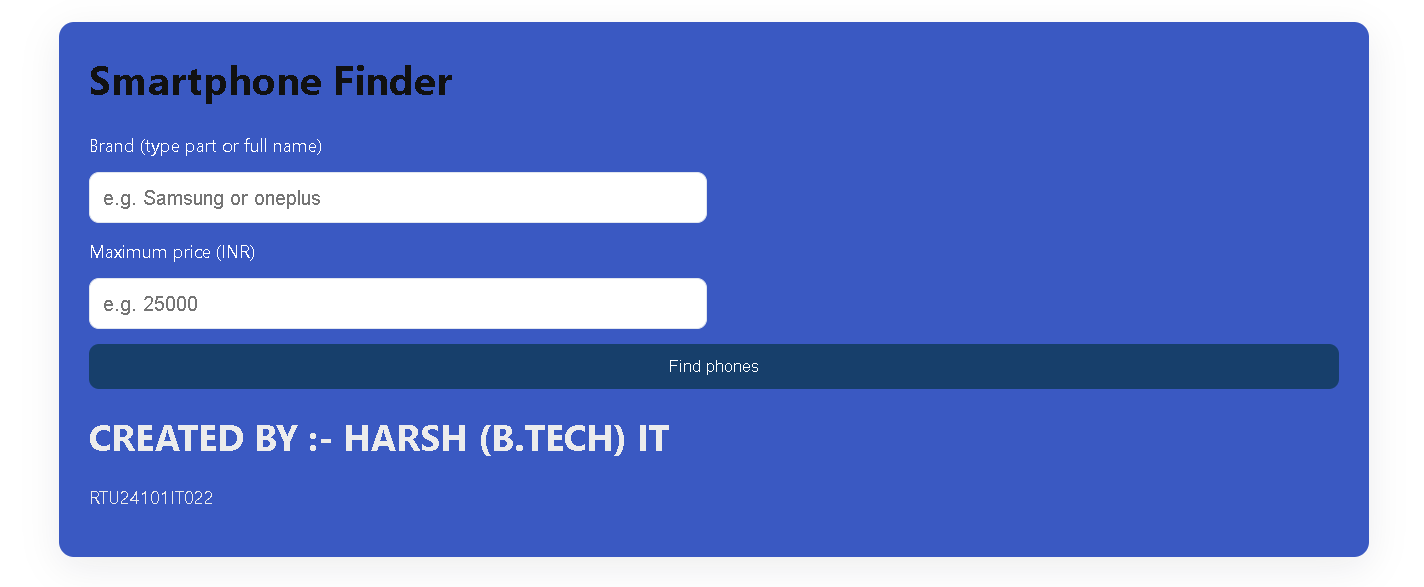 Smartphone Finder
Brand (type part or full name)
e.g. Samsung or oneplus
Maximum price (INR)
e.g. 25000
Find phones
CREATED BY :- HARSH (B.TECH) IT
RTU24101IT022